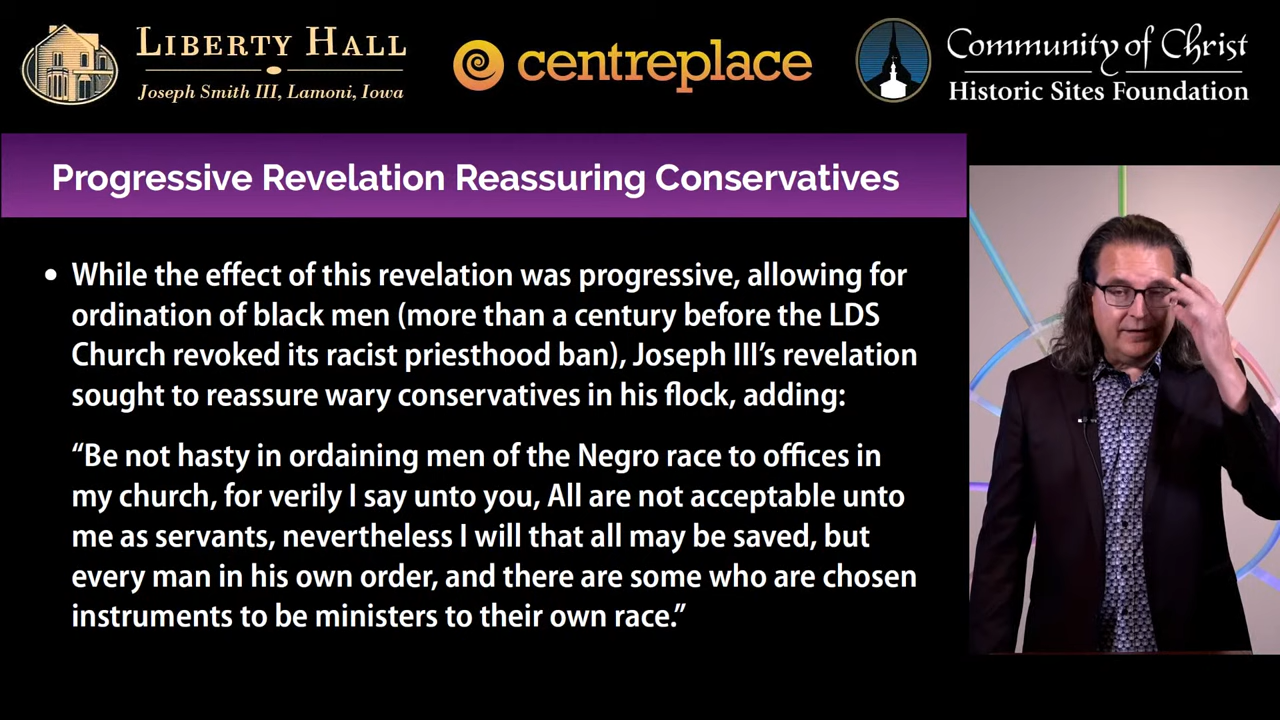 LIBERTY HALL
Joseph Smith III, Lamoni, Iowa
centreplace
Community of Christ
Historic Sites Foundation
Progressive Revelation Reassuring Conservatives
• While the effect of this revelation was progressive, allowing for
ordination of black men (more than a century before the LDS
Church revoked its racist priesthood ban), Joseph III’s revelation
sought to reassure wary conservatives in his flock, adding:
“Be not hasty in ordaining men of the Negro race to offices in
my church, for verily I say unto you, All are not acceptable unto
me as servants, nevertheless I will that all may be saved, but
every man in his own order, and there are some who are chosen
instruments to be ministers to their own race.”